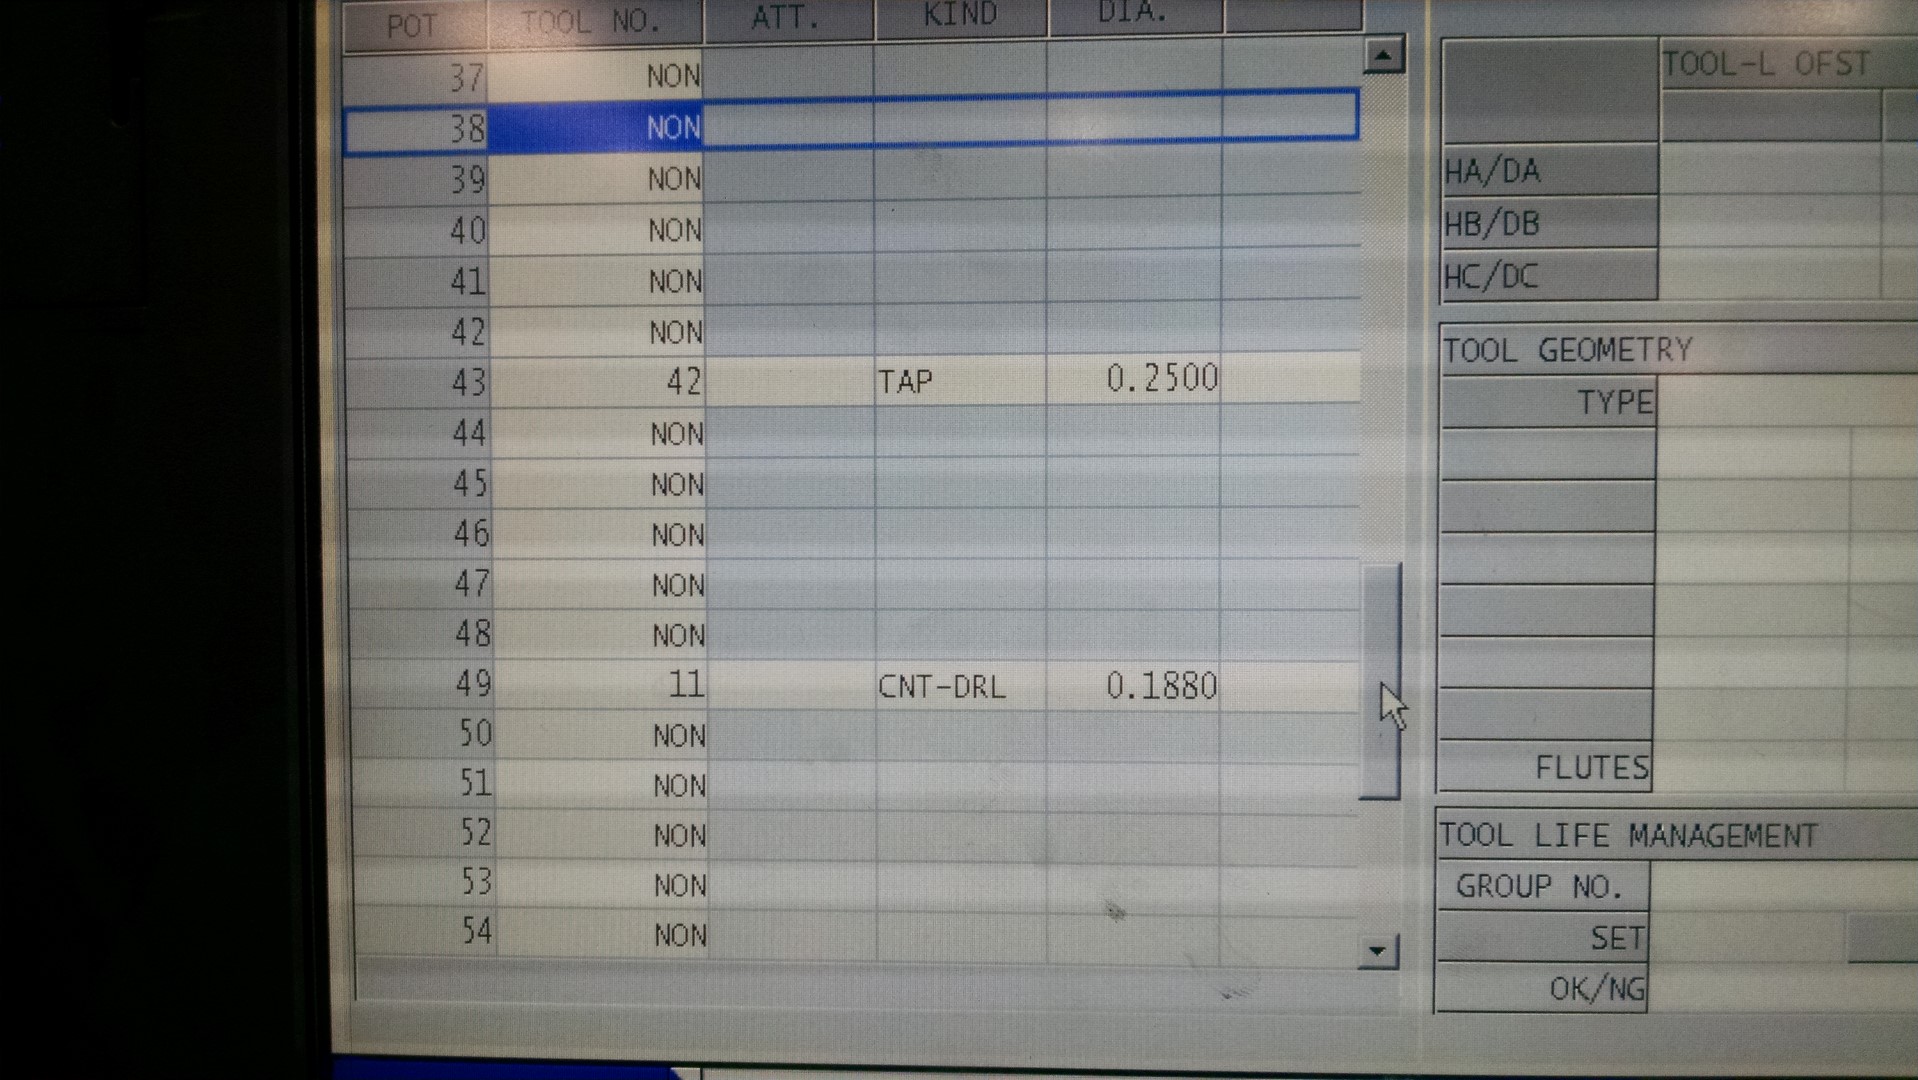 POT TOOL NO. ATT. KIND DIA.
37 NON
38 NON
39 NON
40 NON
41 NON
42 NON
43 42 TAP 0.2500
44 NON
45 NON
46 NON
47 NON
48 NON
49 11 CNT-DRL 0.1880
50 NON
51 NON
52 NON
53 NON
54 NON
TOOL-L OFST
HA/DA
HB/DB
HC/DC
TOOL GEOMETRY
TYPE
FLUTES
TOOL LIFE MANAGEMENT
GROUP NO.
SET
OK/NG